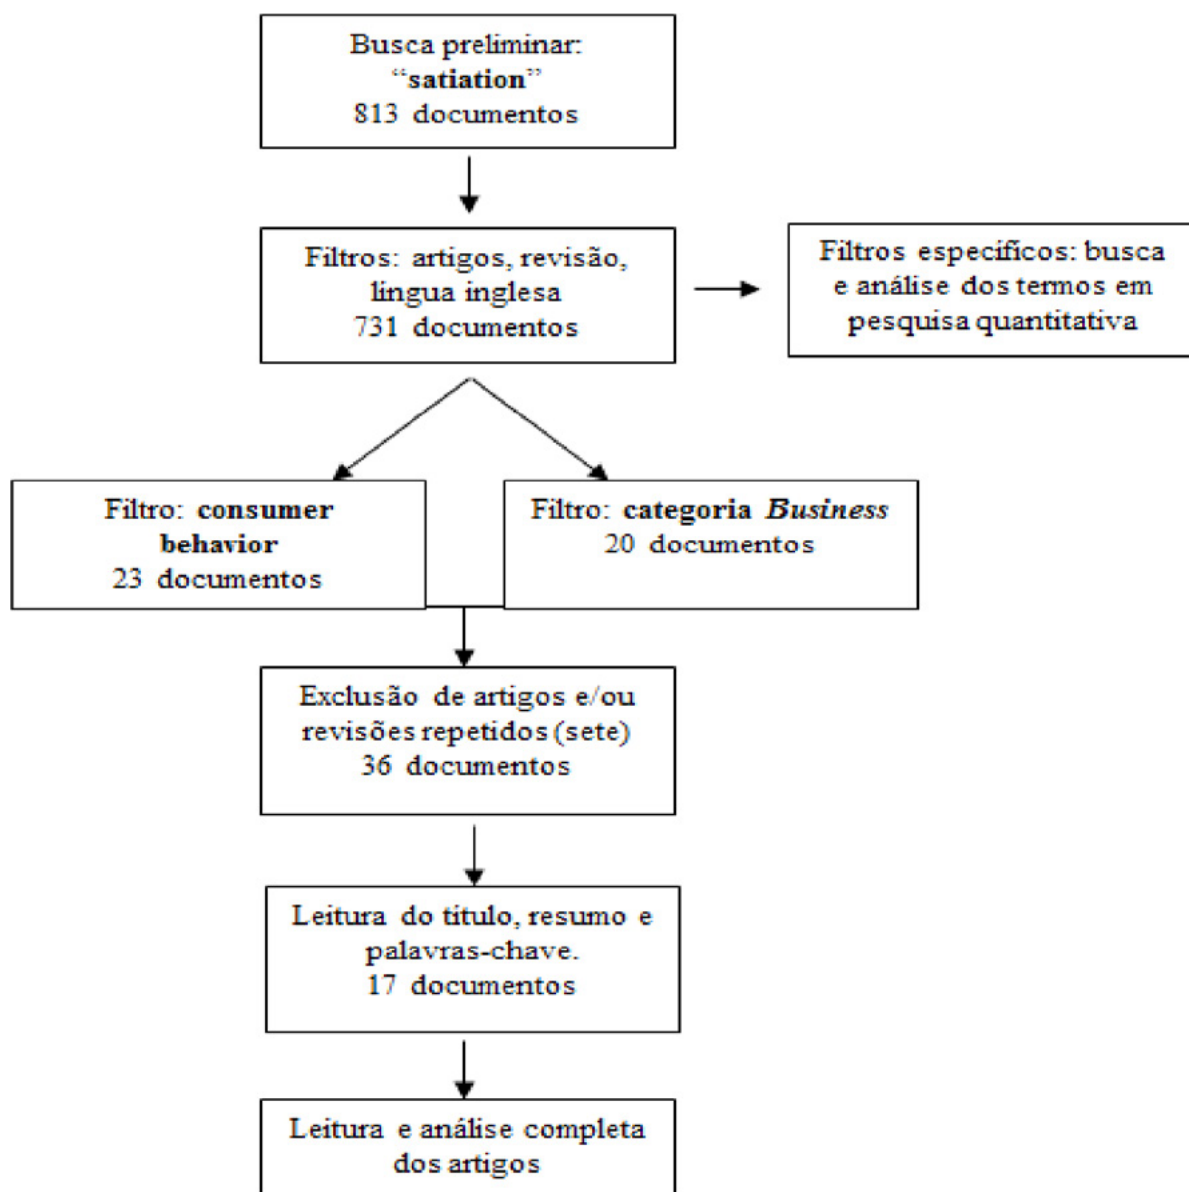 Busca preliminar:
“satiation”
813 documentos
Filtros: artigos, revisão,
língua inglesa
731 documentos
Filtros específicos: busca
e análise dos termos em
pesquisa quantitativa
Filtro: consumer
behavior
23 documentos
Filtro: categoria Business
20 documentos
Exclusão de artigos e/ou
revisões repetidos (sete)
36 documentos
Leitura do título, resumo e
palavras-chave.
17 documentos
Leitura e análise completa
dos artigos